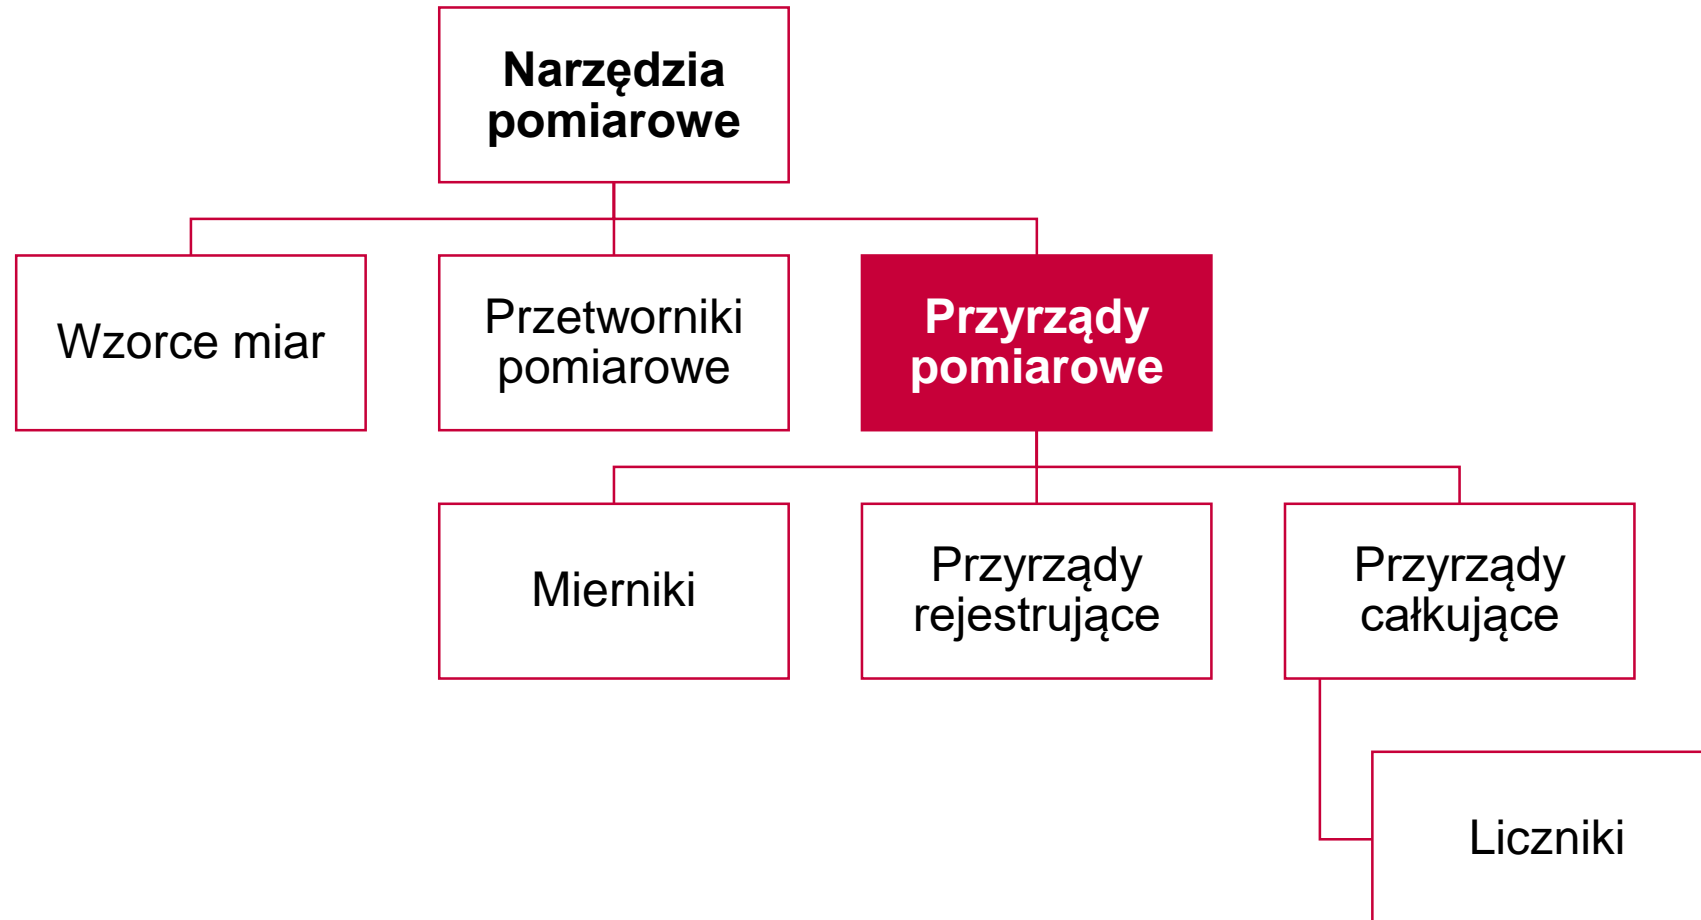 Narzędzia
pomiarowe
Wzorce miar
Przetworniki
pomiarowe
Przyrządy
pomiarowe
Mierniki
Przyrządy
rejestrujące
Przyrządy
całkujące
Liczniki